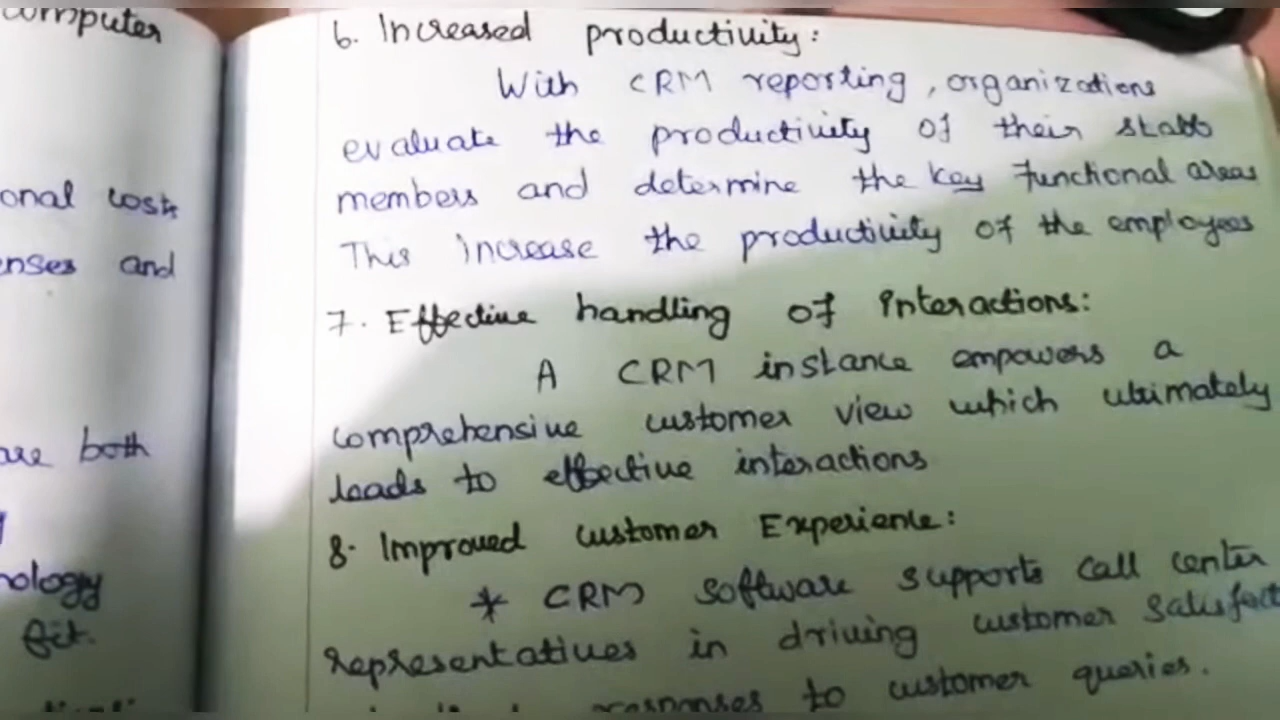 computer
onal costs
enses and
are both
nology
fit.
6. Increased productivity:
With CRM reporting, organizations
evaluate the productivity of their staff
members and determine the key functional areas
This increase the productivity of the employees
7. Effective handling of Interactions:
A CRM instance empowers a
comprehensive customer view which ultimately
leads to effective interactions
8. Improved customer Experience:
* CRM software supports call center
representatives in driving customer satisfact
responses to customer queries.